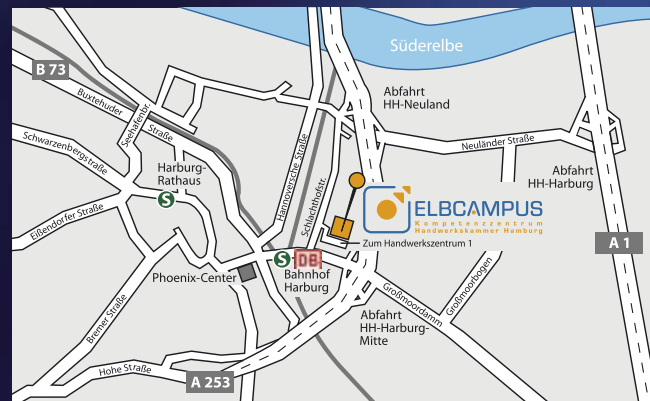 Süderelbe
B 73
Abfahrt
HH-Neuland
Buxtehuder
Straße
Seehafenbr.
Schwarzenbergstraße
Hannoversche Straße
Neuländer Straße
Harburg-
Rathaus
S
Abfahrt
HH-Harburg
Schlachthofstr.
ELBCAMPUS
Kompetenzzentrum
Handwerkskammer Hamburg
Eißendorfer Straße
Zum Handwerkszentrum 1
A 1
S
DB
Phoenix-Center
Bahnhof
Harburg
Großmoorbogen
Großmoordamm
Bremer Straße
Abfahrt
HH-Harburg-
Mitte
Hohe Straße
A 253